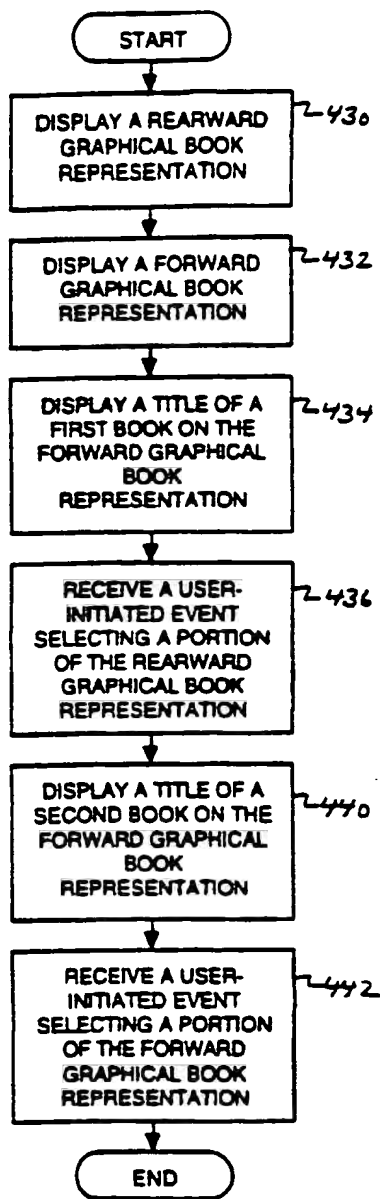 START
DISPLAY A REARWARD
GRAPHICAL BOOK
REPRESENTATION
430
DISPLAY A FORWARD
GRAPHICAL BOOK
REPRESENTATION
432
DISPLAY A TITLE OF A
FIRST BOOK ON THE
FORWARD GRAPHICAL
BOOK
REPRESENTATION
434
RECEIVE A USER-
INITIATED EVENT
SELECTING A PORTION
OF THE REARWARD
GRAPHICAL BOOK
REPRESENTATION
436
DISPLAY A TITLE OF A
SECOND BOOK ON THE
FORWARD GRAPHICAL
BOOK
REPRESENTATION
440
RECEIVE A USER-
INITIATED EVENT
SELECTING A PORTION
OF THE FORWARD
GRAPHICAL BOOK
REPRESENTATION
442
END